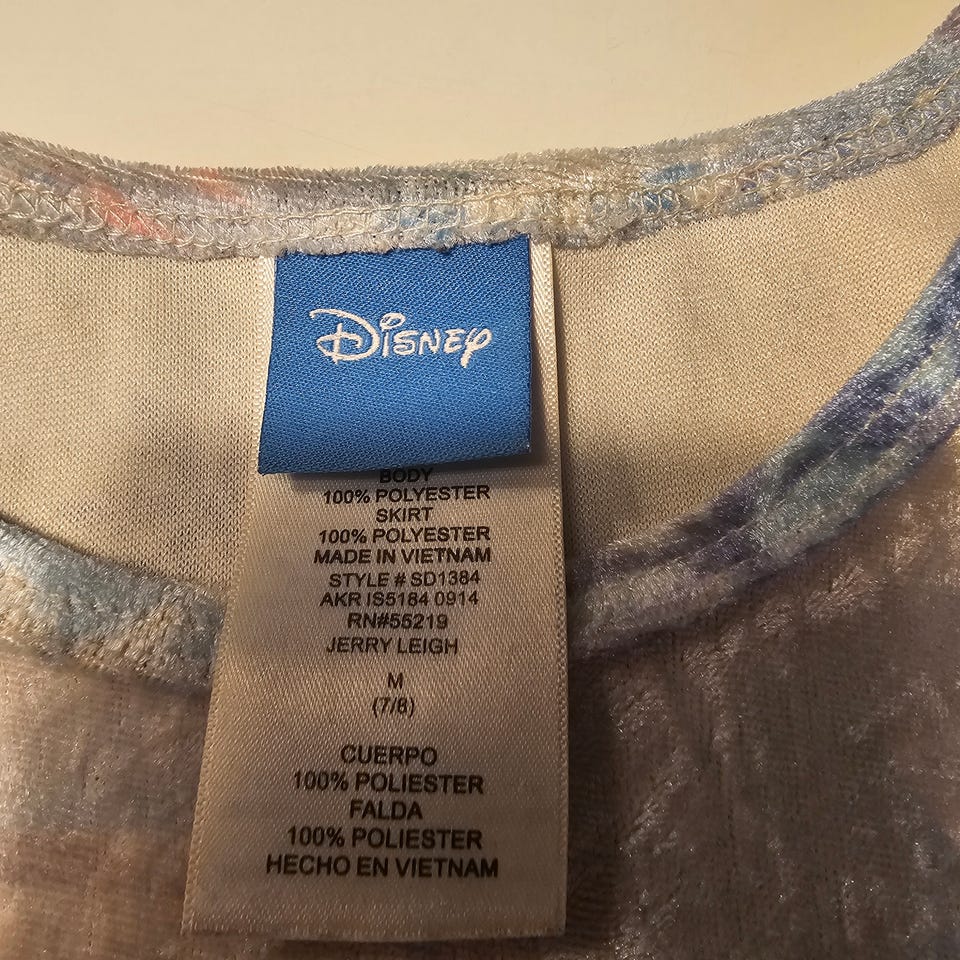 Disney
BODY
100% POLYESTER
SKIRT
100% POLYESTER
MADE IN VIETNAM
STYLE # SD1384
AKR IS5184 0914
RN#55219
JERRY LEIGH
M
(7/8)
CUERPO
100% POLIESTER
FALDA
100% POLIESTER
HECHO EN VIETNAM